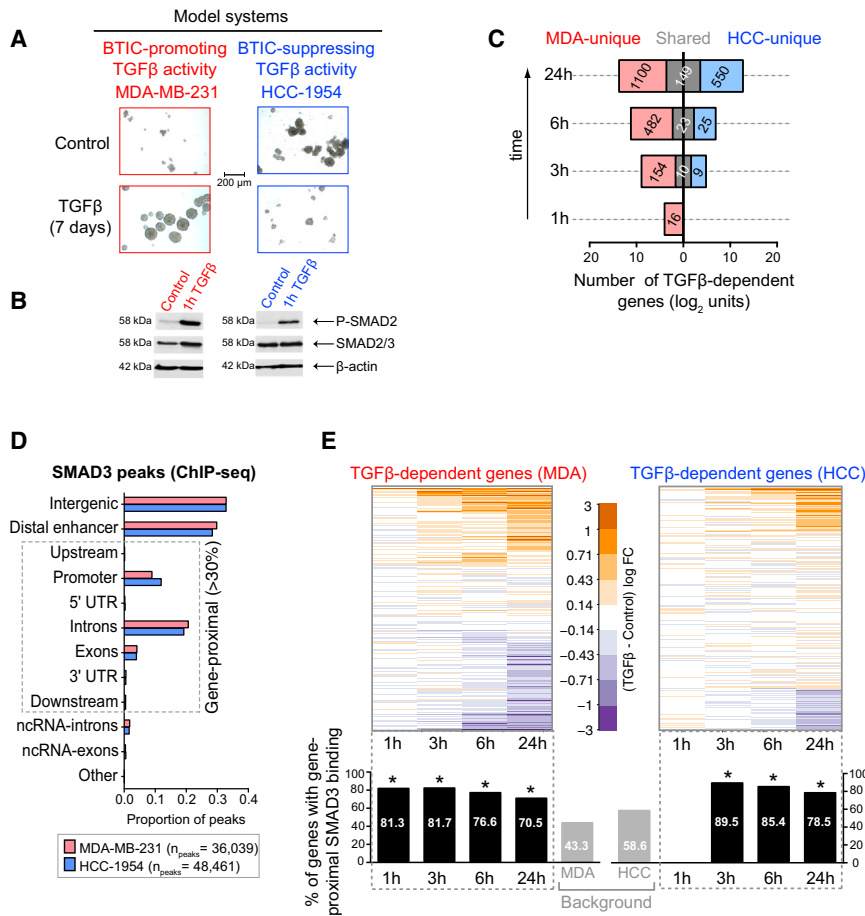 A
Model systems
BTIC-promoting
TGFβ activity
MDA-MB-231
BTIC-suppressing
TGFβ activity
HCC-1954
Control
200 µm
TGFβ
(7 days)
B
Control
1h TGFβ
Control
1h TGFβ
58 kDa
58 kDa
←P-SMAD2
58 kDa
58 kDa
←SMAD2/3
42 kDa
42 kDa
←β-actin
C
MDA-unique
Shared
HCC-unique
24h
1100
149
550
6h
482
23
25
3h
154
10
9
1h
16
time
20 10 0 10 20
Number of TGFβ-dependent
genes (log2 units)
D
SMAD3 peaks (ChIP-seq)
Intergenic
Distal enhancer
Upstream
Promoter
5' UTR
Introns
Exons
3' UTR
Downstream
ncRNA-introns
ncRNA-exons
Other
Gene-proximal (>30%)
0.0 0.1 0.2 0.3 0.4
Proportion of peaks
MDA-MB-231 (npeaks= 36,039)
HCC-1954 (npeaks= 48,461)
E
TGFβ-dependent genes (MDA)
TGFβ-dependent genes (HCC)
3
1
0.71
0.43
0.14
−0.14
−0.43
−0.71
−1
−3
(TGFβ - Control) log FC
1h 3h 6h 24h
1h 3h 6h 24h
% of genes with gene-
proximal SMAD3 binding
100
80
60
40
20
0
* * * *
81.3 81.7 76.6 70.5
43.3
58.6
* * *
89.5 85.4 78.5
100
80
60
40
20
0
1h 3h 6h 24h
MDA HCC
Background
1h 3h 6h 24h